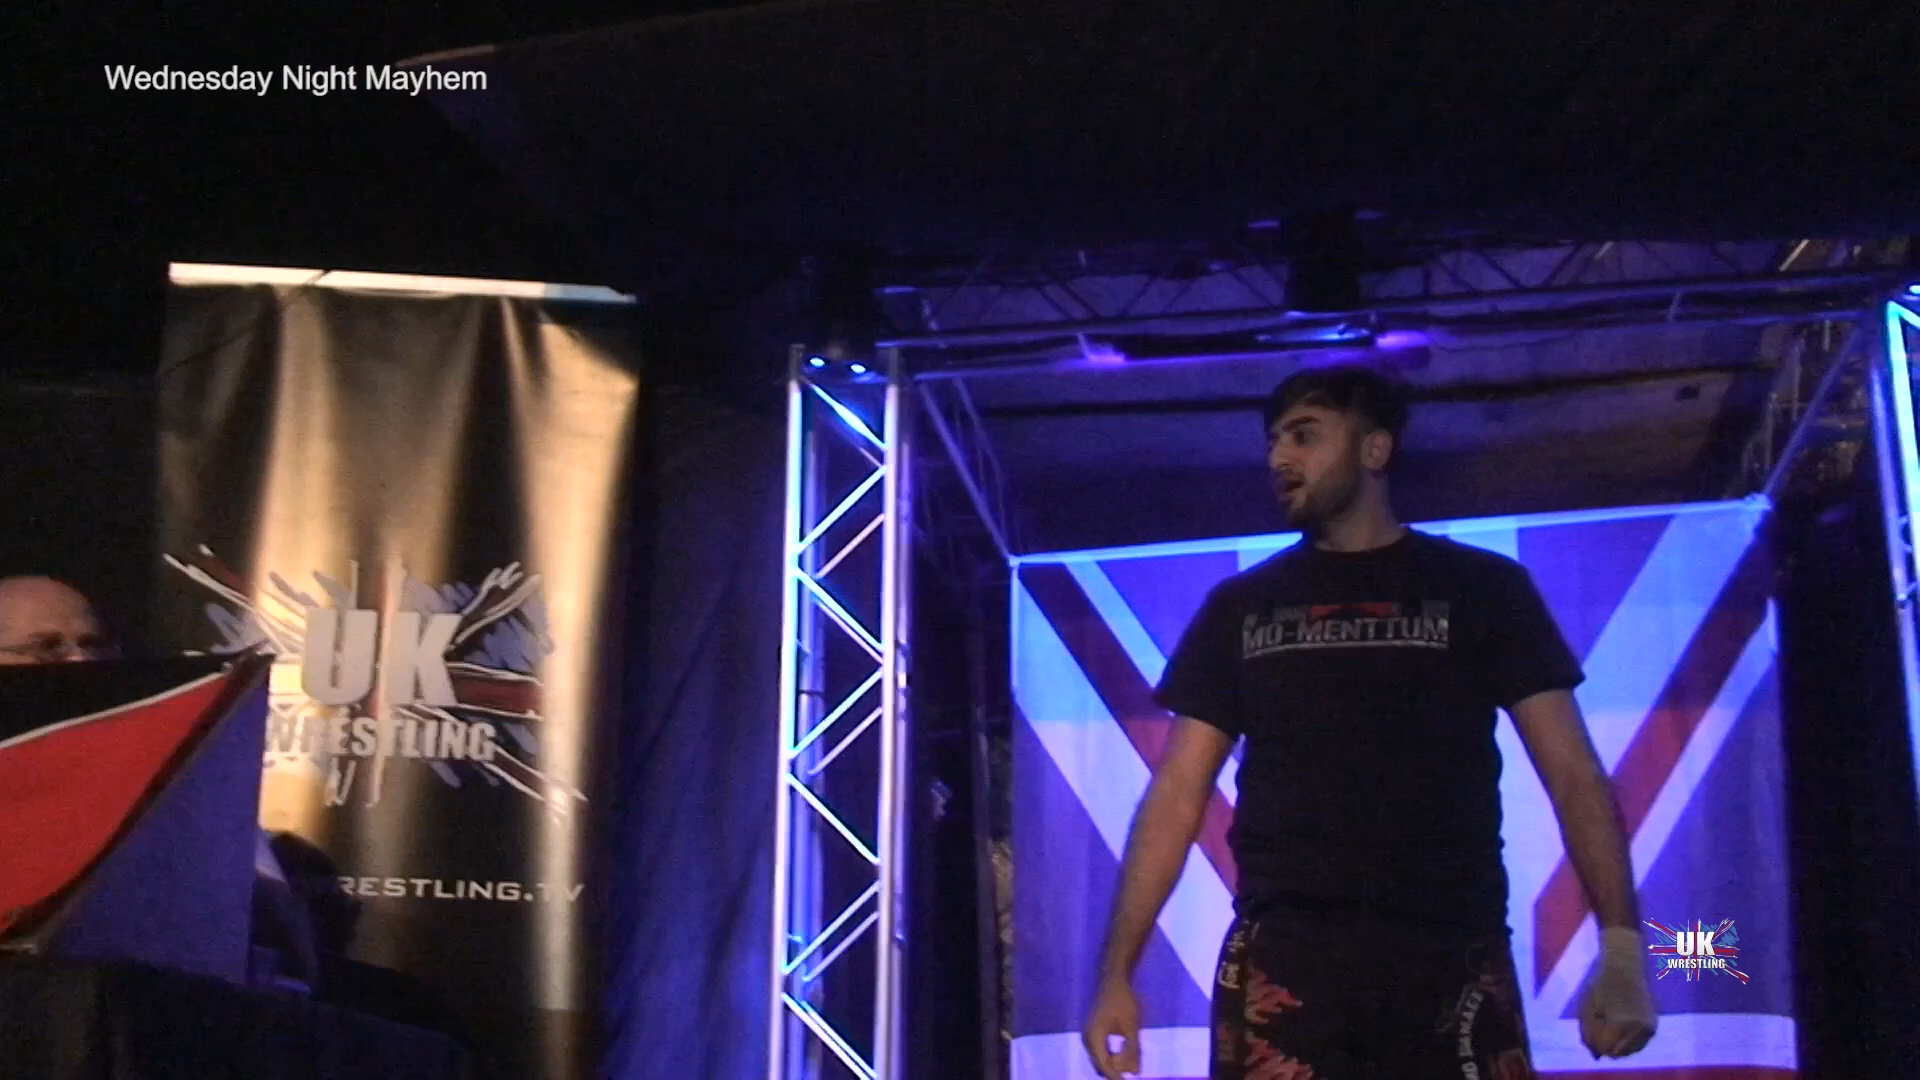 Wednesday Night Mayhem
UK
WRESTLING
RESTLING.TV
MO-MENTTUM
UK
WRESTLING